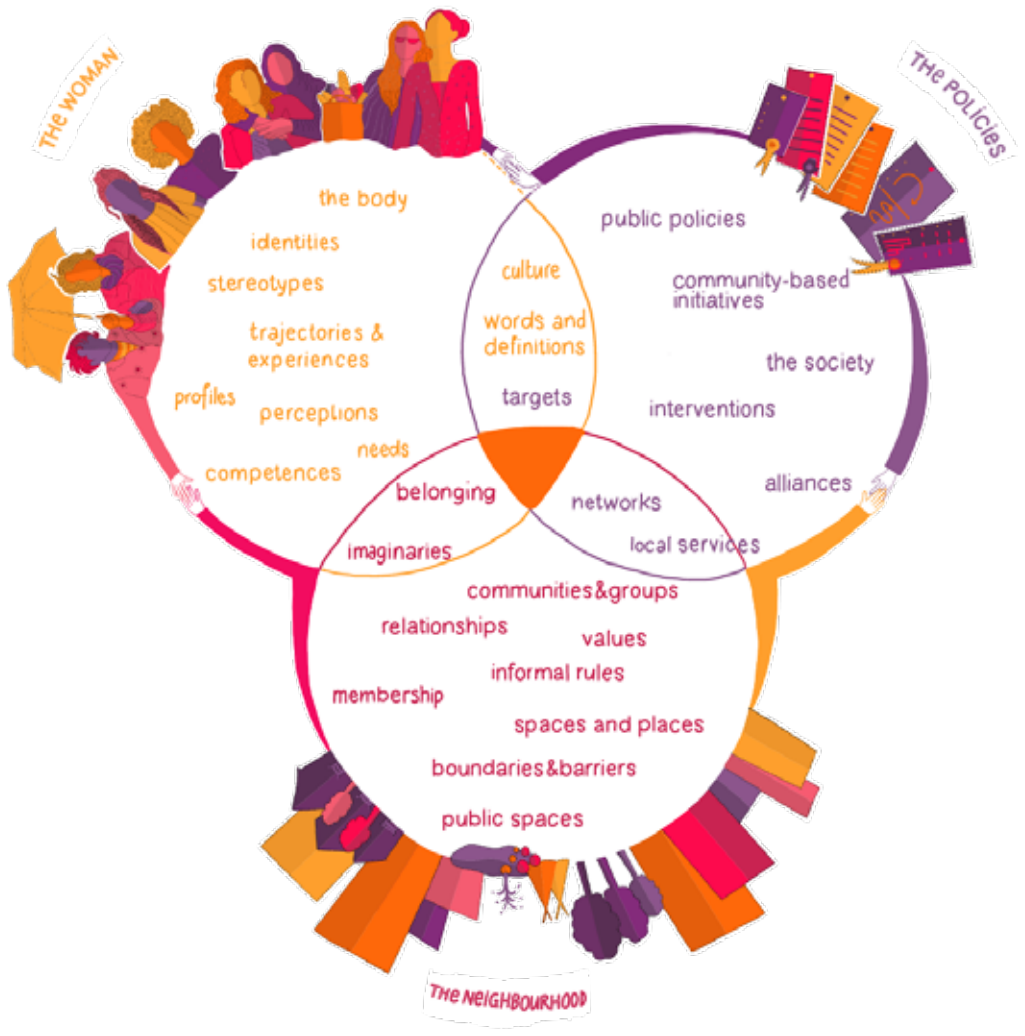 THE WOMAN
the body
identities
stereotypes
trajectories &
experiences
profiles
perceptions
needs
competences
THE POLICIES
public policies
community-based
initiatives
the society
interventions
alliances
culture
words and
definitions
targets
belonging
imaginaries
networks
local services
communities&groups
relationships
values
informal rules
membership
spaces and places
boundaries&barriers
public spaces
THE NEIGHBOURHOOD